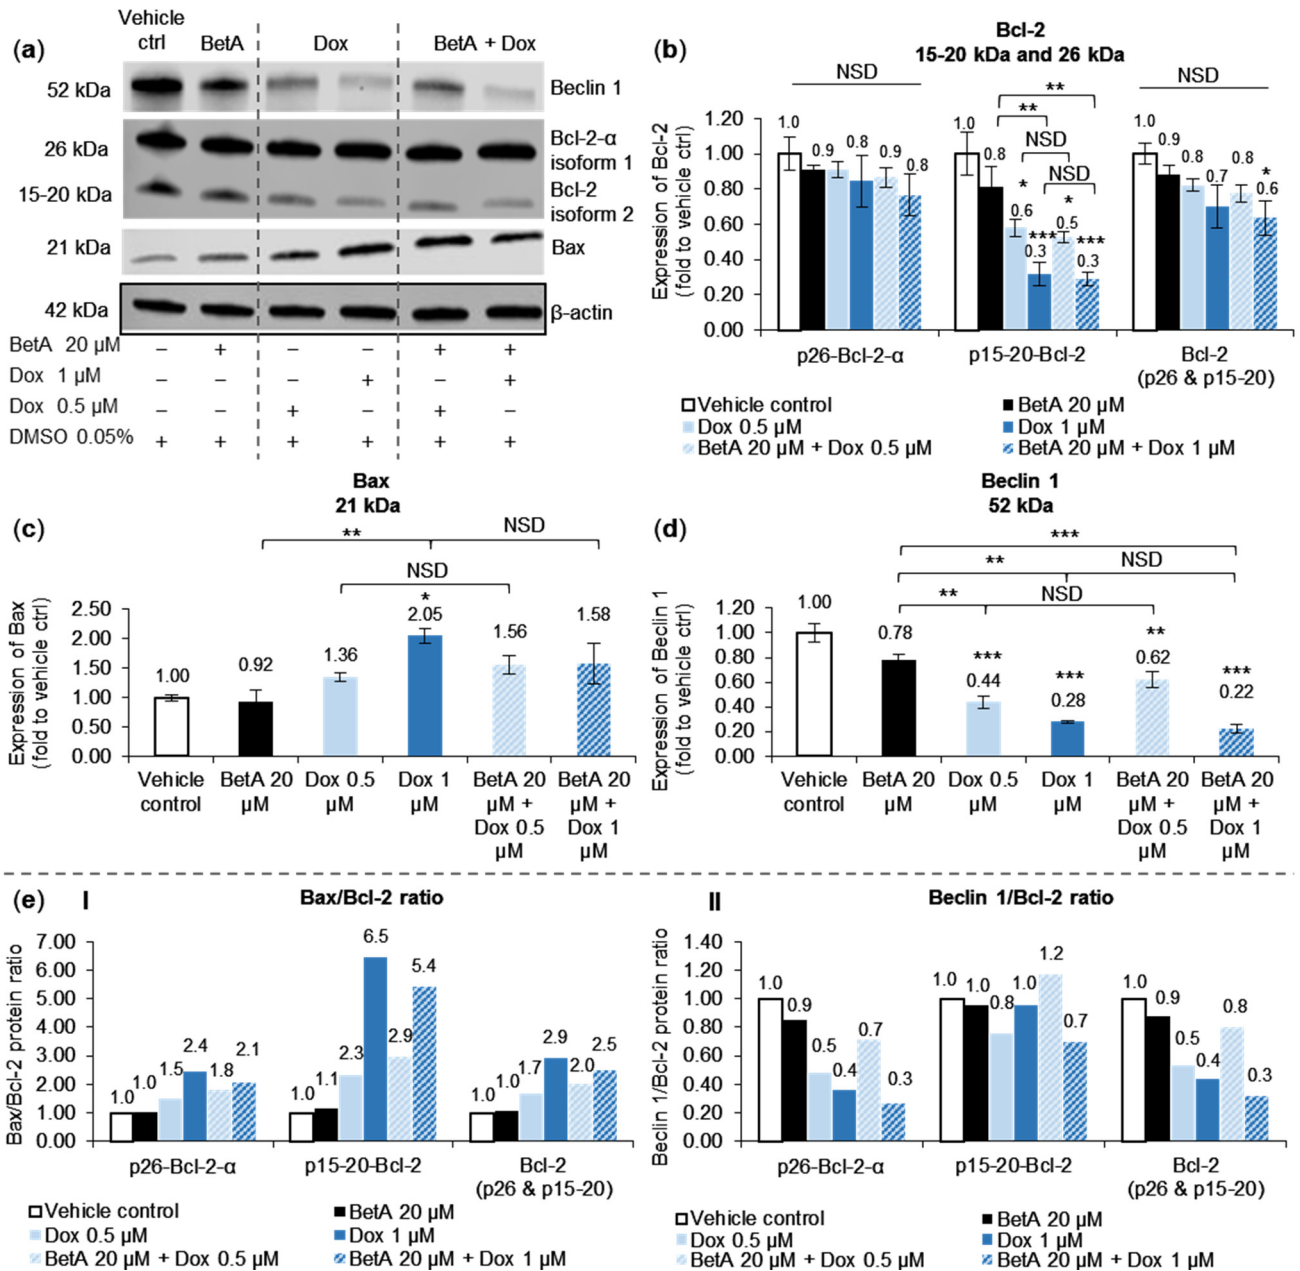 (a)
Vehicle
ctrl BetA Dox BetA + Dox
52 kDa Beclin 1
26 kDa Bcl-2-α
isoform 1
15-20 kDa Bcl-2
isoform 2
21 kDa Bax
42 kDa β-actin
BetA 20 µM – + – – + +
Dox 1 µM – – – + – +
Dox 0.5 µM – – + – + –
DMSO 0.05% + + + + + +
(b)
Bcl-2
15-20 kDa and 26 kDa
NSD
**
**
NSD
NSD
NSD
Expression of Bcl-2
(fold to vehicle ctrl)
1.20
1.00
0.80
0.60
0.40
0.20
0.00
1.0 0.9 0.8 0.8
1.0 0.8 * 0.6 *** 0.3 * 0.5 *** 0.3
1.0 0.9 0.8 0.7 0.8 * 0.6
p26-Bcl-2-α p15-20-Bcl-2 Bcl-2
(p26 & p15-20)
Vehicle control BetA 20 µM
Dox 0.5 µM Dox 1 µM
BetA 20 µM + Dox 0.5 µM BetA 20 µM + Dox 1 µM
(c)
Bax
21 kDa
** NSD
NSD
*
Expression of Bax
(fold to vehicle ctrl)
2.50
2.00
1.50
1.00
0.50
0.00
1.00 0.92 1.36 2.05 1.56 1.58
Vehicle BetA 20 Dox 0.5 Dox 1 BetA 20 BetA 20
control µM µM µM µM + µM +
Dox 0.5 Dox 1
µM µM
(d)
Beclin 1
52 kDa
***
** NSD
** NSD
Expression of Beclin 1
(fold to vehicle ctrl)
1.20
1.00
0.80
0.60
0.40
0.20
0.00
*** *** ** ***
1.00 0.78 0.44 0.28 0.62 0.22
Vehicle BetA 20 Dox 0.5 Dox 1 BetA 20 BetA 20
control µM µM µM µM + µM +
Dox 0.5 Dox 1
µM µM
(e) I
Bax/Bcl-2 ratio
Bax/Bcl-2 protein ratio
7.00
6.00
5.00
4.00
3.00
2.00
1.00
0.00
1.0 1.0 1.5 2.4 1.8 2.1
1.0 1.1 2.3 6.5 2.9 5.4
1.0 1.0 1.7 2.9 2.0 2.5
p26-Bcl-2-α p15-20-Bcl-2 Bcl-2
(p26 & p15-20)
Vehicle control BetA 20 µM
Dox 0.5 µM Dox 1 µM
BetA 20 µM + Dox 0.5 µM BetA 20 µM + Dox 1 µM
II
Beclin 1/Bcl-2 ratio
Beclin 1/Bcl-2 protein ratio
1.40
1.20
1.00
0.80
0.60
0.40
0.20
0.00
1.0 0.9 0.5 0.4 0.7 0.3
1.0 1.0 0.8 1.0 1.2 0.7
1.0 0.9 0.5 0.4 0.8 0.3
p26-Bcl-2-α p15-20-Bcl-2 Bcl-2
(p26 & p15-20)
Vehicle control BetA 20 µM
Dox 0.5 µM Dox 1 µM
BetA 20 µM + Dox 0.5 µM BetA 20 µM + Dox 1 µM